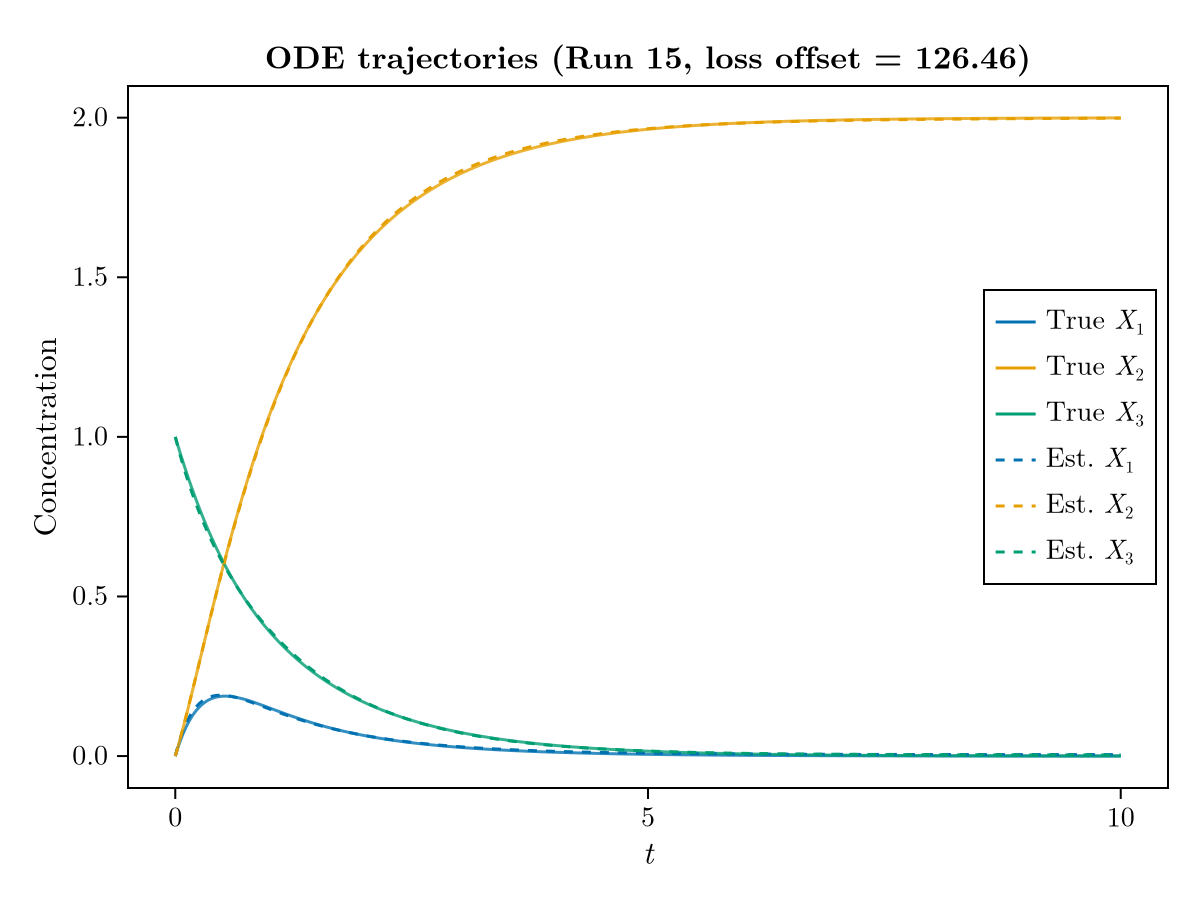 ODE trajectories (Run 15, loss offset = 126.46)
2.0
1.5
1.0
0.5
0.0
Concentration
True X₁
True X₂
True X₃
Est. X₁
Est. X₂
Est. X₃
0
5
10
t